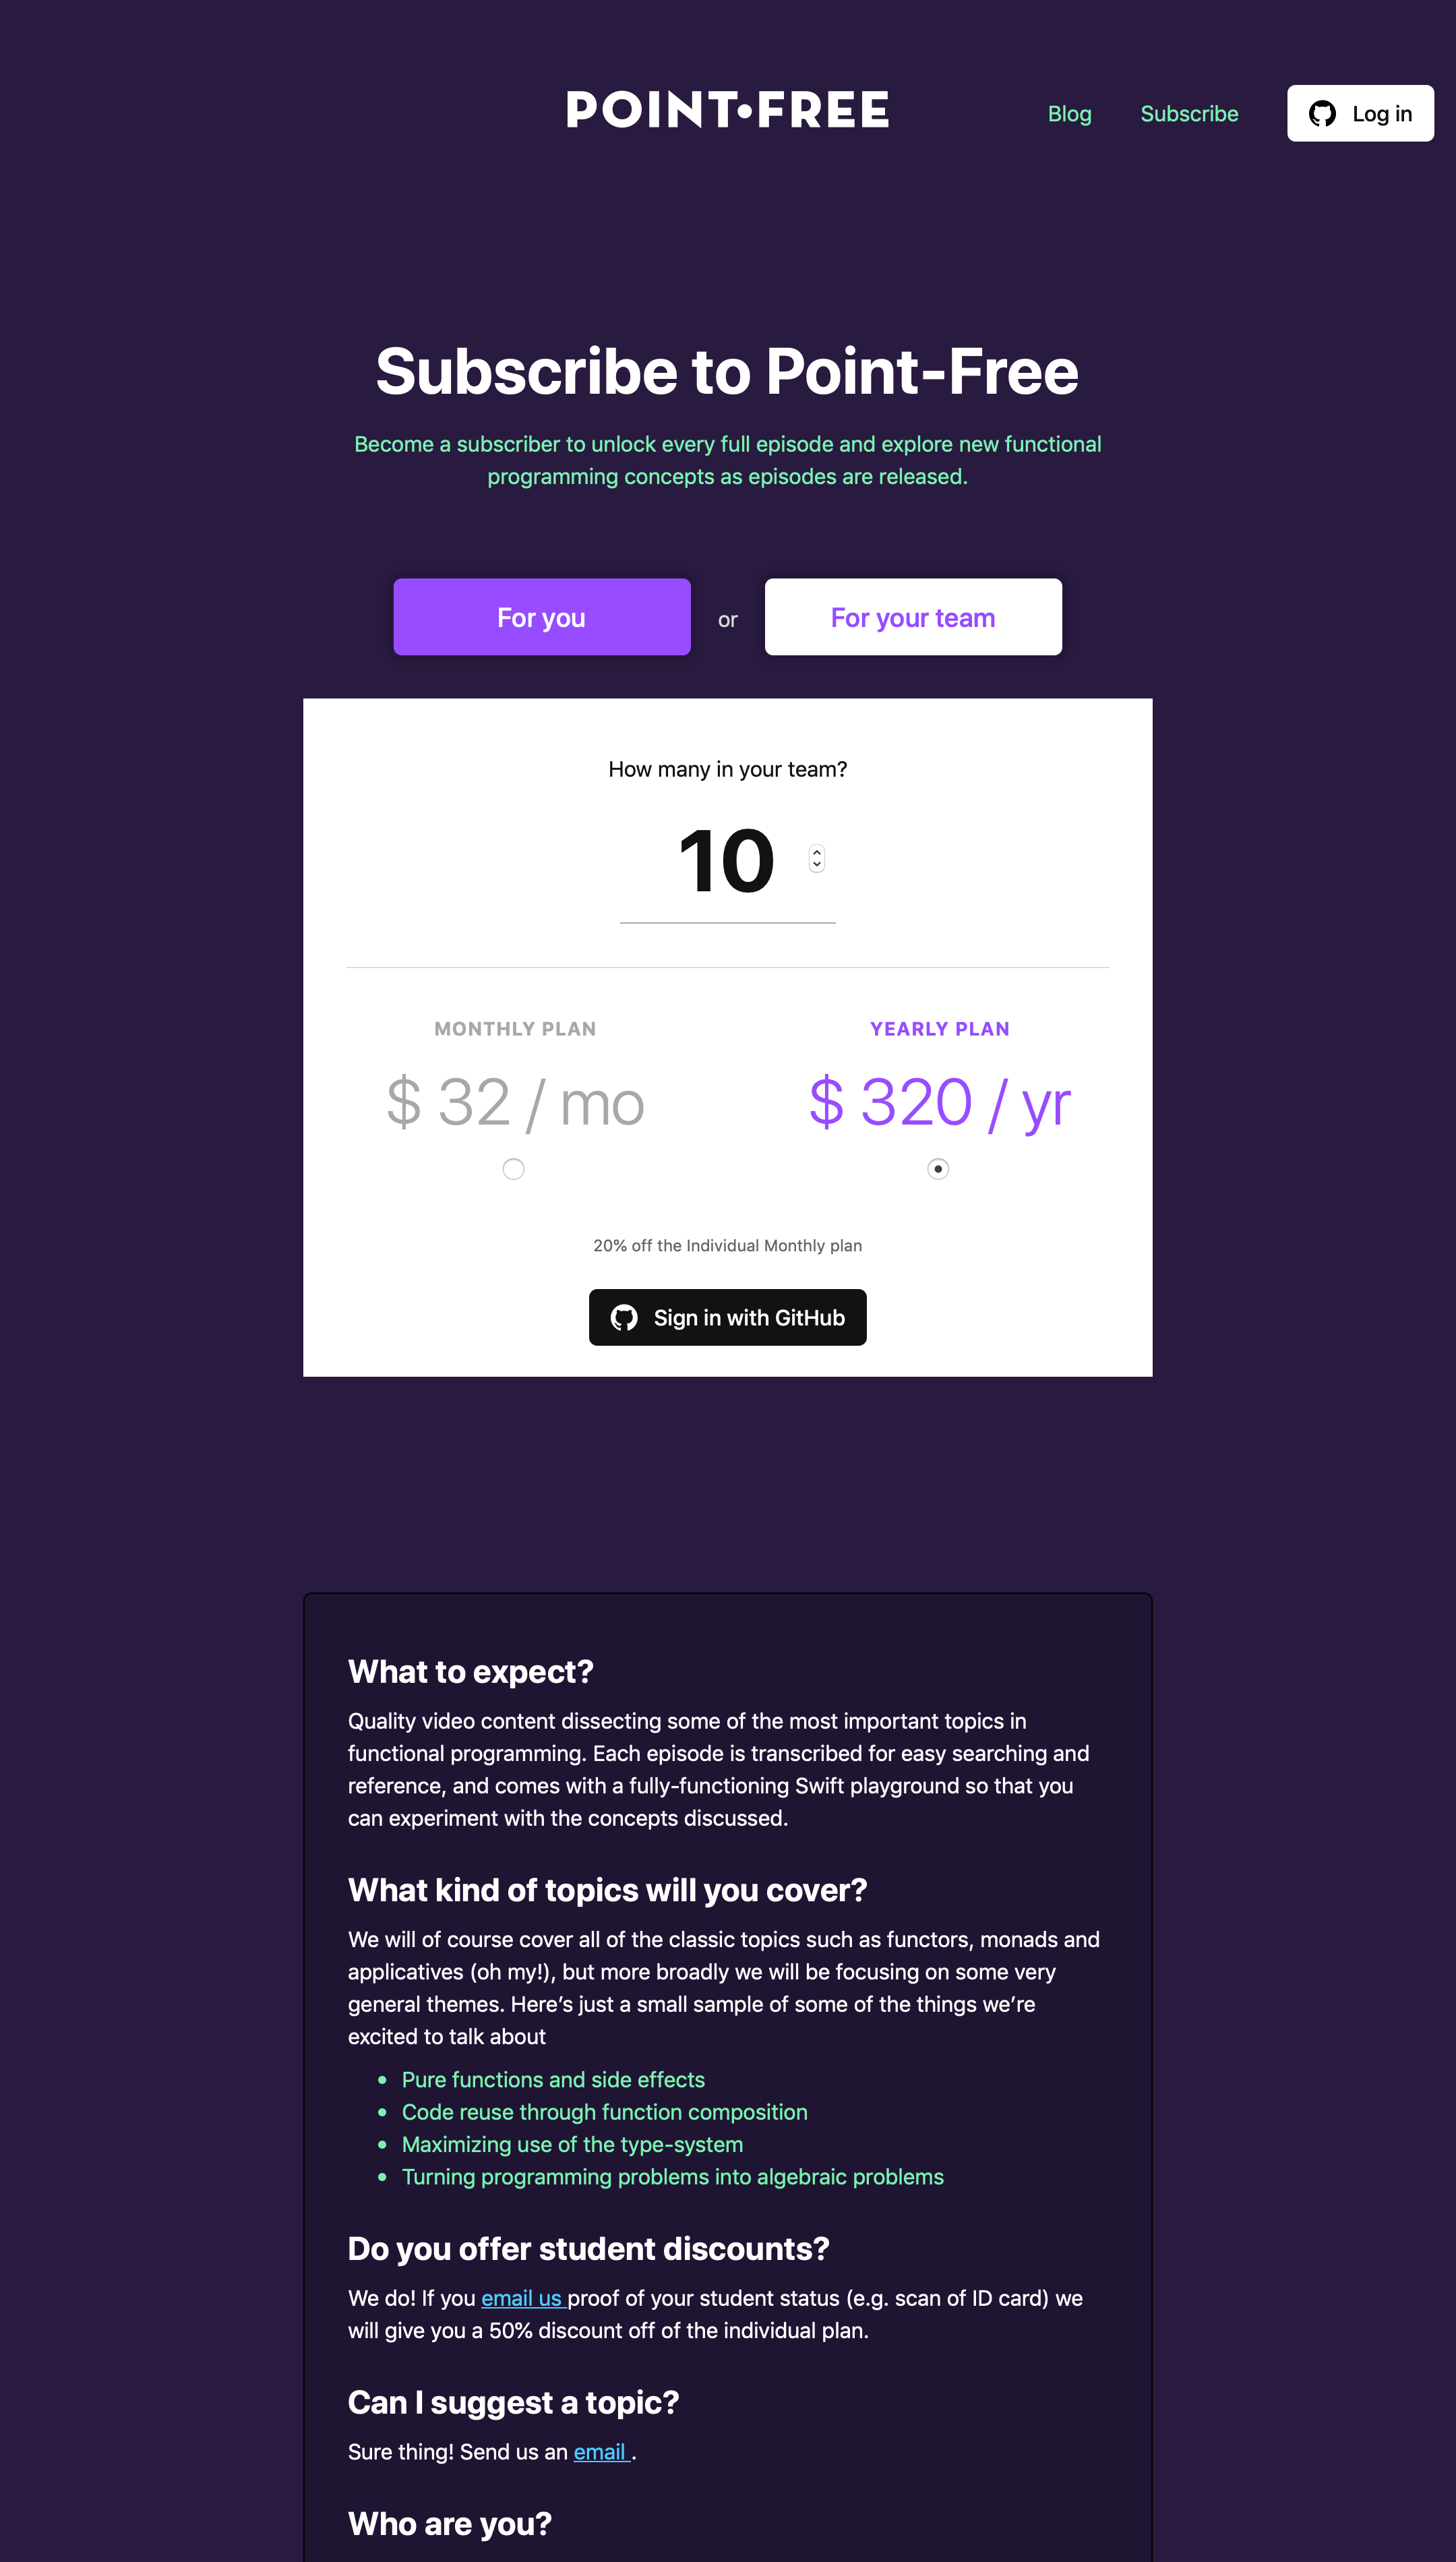 POINT•FREE
Blog
Subscribe
Log in
Subscribe to Point-Free
Become a subscriber to unlock every full episode and explore new functional
programming concepts as episodes are released.
For you
or
For your team
How many in your team?
10
MONTHLY PLAN
$ 32 / mo
YEARLY PLAN
$ 320 / yr
20% off the Individual Monthly plan
Sign in with GitHub
What to expect?
Quality video content dissecting some of the most important topics in
functional programming. Each episode is transcribed for easy searching and
reference, and comes with a fully-functioning Swift playground so that you
can experiment with the concepts discussed.
What kind of topics will you cover?
We will of course cover all of the classic topics such as functors, monads and
applicatives (oh my!), but more broadly we will be focusing on some very
general themes. Here’s just a small sample of some of the things we’re
excited to talk about
• Pure functions and side effects
• Code reuse through function composition
• Maximizing use of the type-system
• Turning programming problems into algebraic problems
Do you offer student discounts?
We do! If you email us proof of your student status (e.g. scan of ID card) we
will give you a 50% discount off of the individual plan.
Can I suggest a topic?
Sure thing! Send us an email .
Who are you?